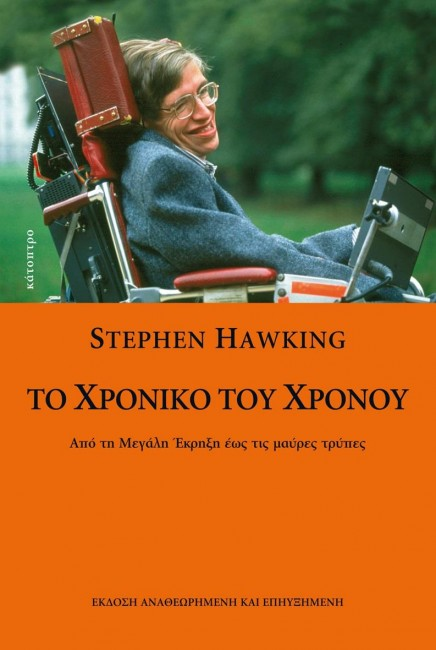 κάτοπτρο
STEPHEN HAWKING
ΤΟ ΧΡΟΝΙΚΟ ΤΟΥ ΧΡΟΝΟΥ
Από τη Μεγάλη Έκρηξη έως τις μαύρες τρύπες
ΕΚΔΟΣΗ ΑΝΑΘΕΩΡΗΜΕΝΗ ΚΑΙ ΕΠΗΥΞΗΜΕΝΗ